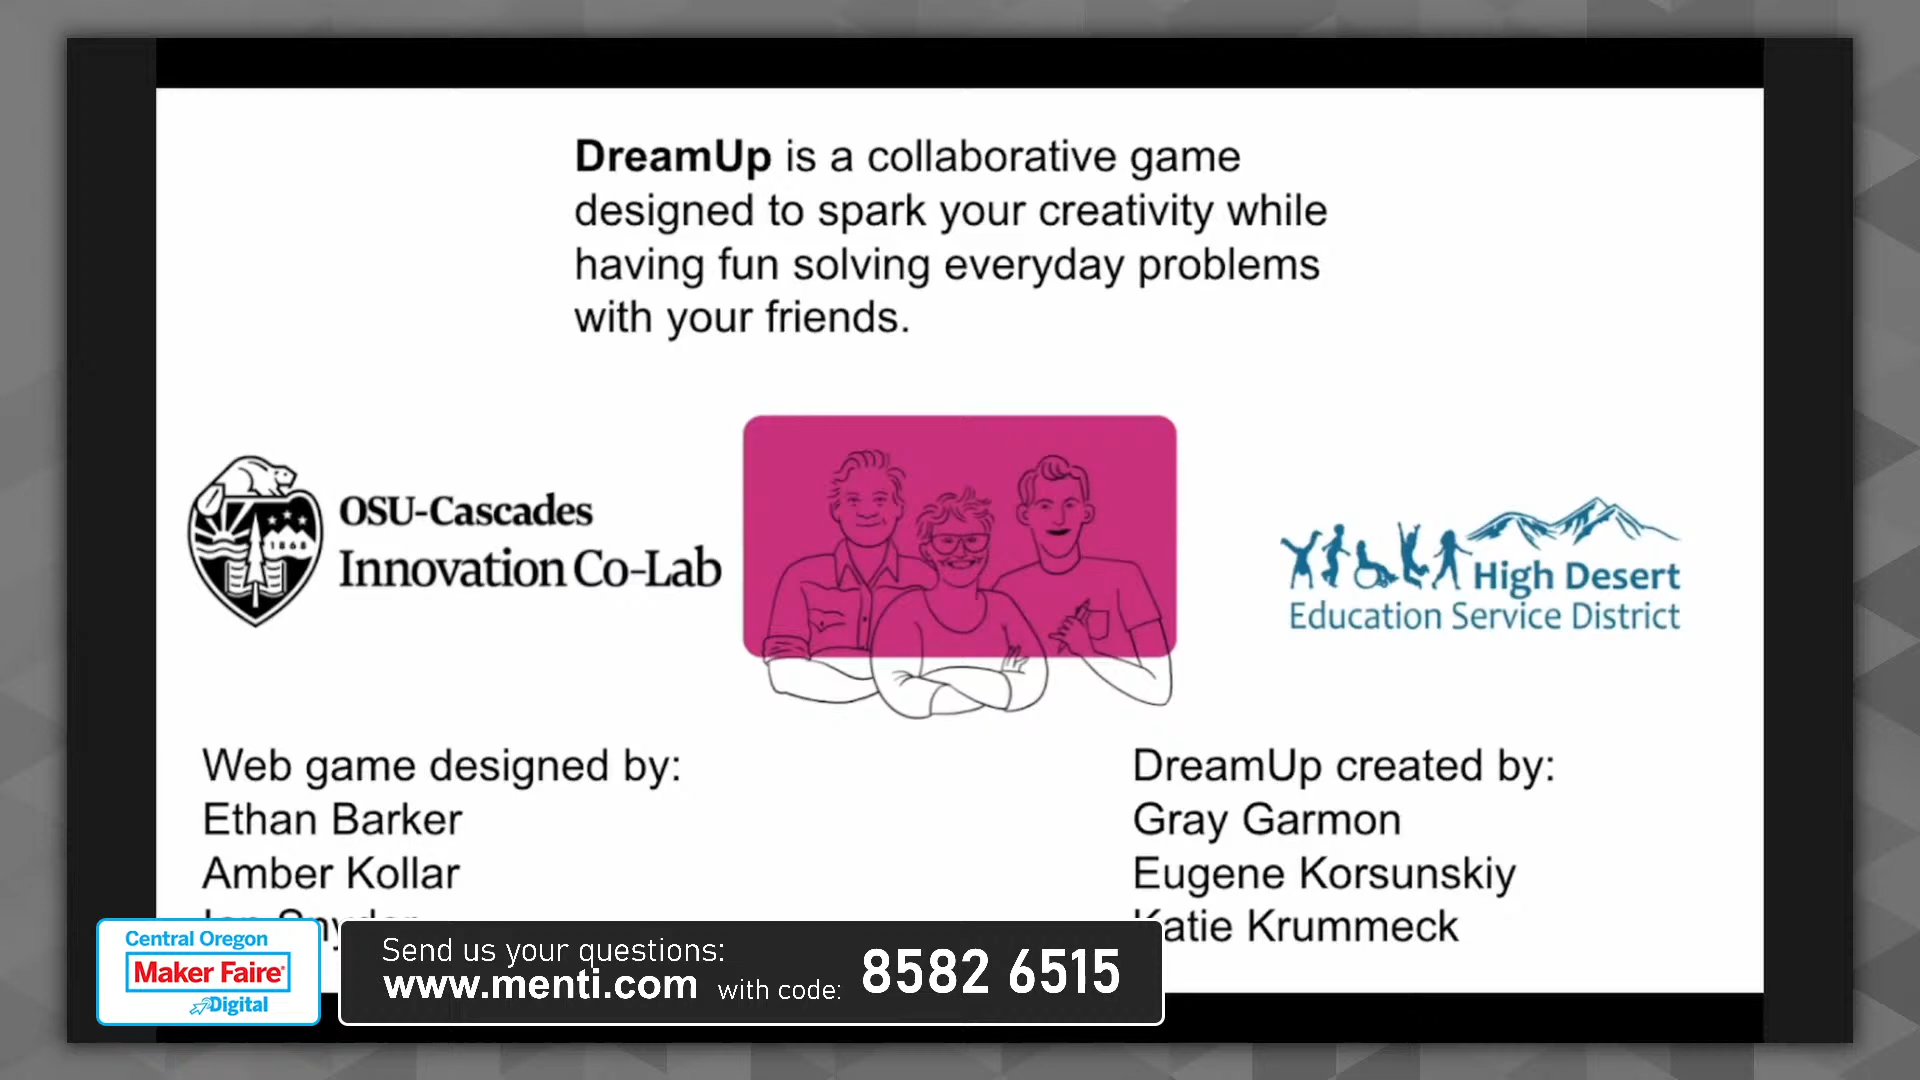 DreamUp is a collaborative game
designed to spark your creativity while
having fun solving everyday problems
with your friends.
1868
OSU-Cascades
Innovation Co-Lab
High Desert
Education Service District
Web game designed by:
Ethan Barker
Amber Kollar
DreamUp created by:
Gray Garmon
Eugene Korsunskiy
Katie Krummeck
Central Oregon
Maker Faire
Digital
Send us your questions:
www.menti.com with code: 8582 6515